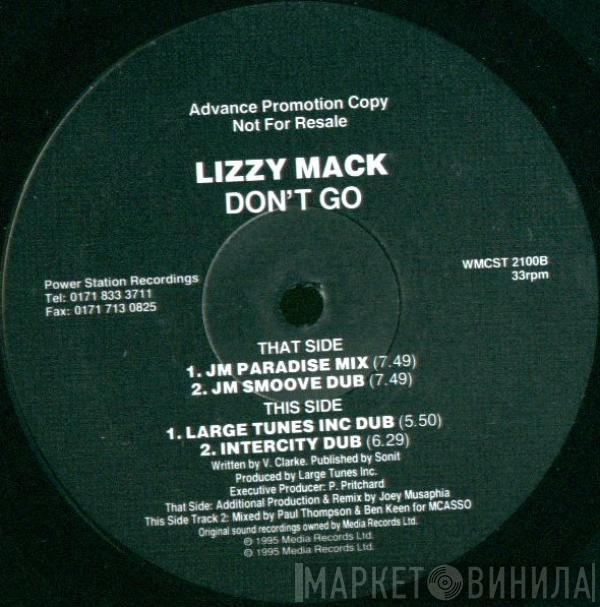 Advance Promotion Copy
Not For Resale
LIZZY MACK
DON'T GO
WMCST 2100B
33rpm
Power Station Recordings
Tel: 0171 833 3711
Fax: 0171 713 0825
THAT SIDE
1. JM PARADISE MIX (7.49)
2. JM SMOOVE DUB (7.49)
THIS SIDE
1. LARGE TUNES INC DUB (5.50)
2. INTERCITY DUB (6.29)
Written by V. Clarke. Published by Sonit
Produced by Large Tunes Inc.
Executive Producer: P. Pritchard
That Side: Additional Production & Remix by Joey Musaphia
This Side Track 2: Mixed by Paul Thompson & Ben Keen for MCASSO
Original sound recordings owned by Media Records Ltd.
℗ 1995 Media Records Ltd.
© 1995 Media Records Ltd.
МАРКЕТ ВИНИЛА